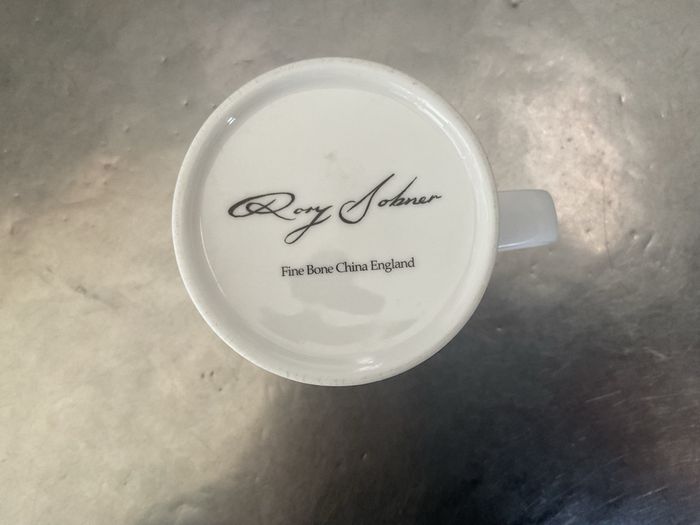 Rory Dobner
Fine Bone China England